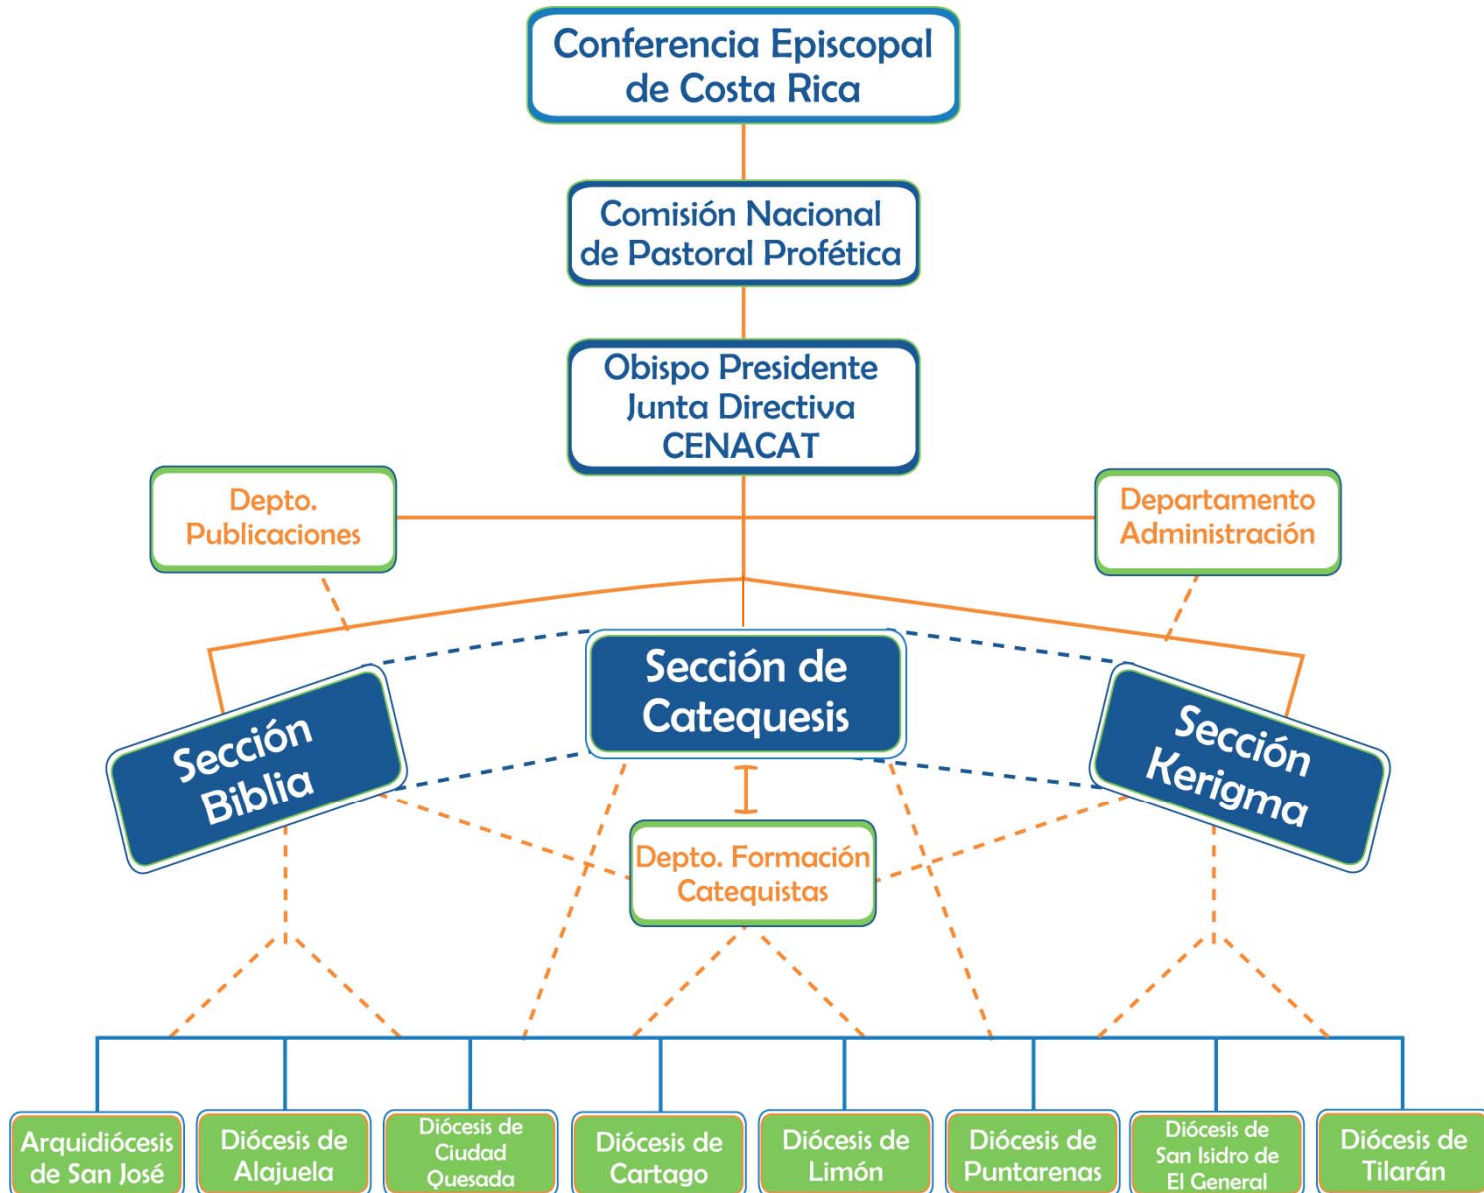 Conferencia Episcopal
de Costa Rica
Comisión Nacional
de Pastoral Profética
Obispo Presidente
Junta Directiva
CENACAT
Depto.
Publicaciones
Departamento
Administración
Sección
Biblia
Sección de
Catequesis
Sección
Kerigma
Depto. Formación
Catequistas
Arquidiócesis
de San José
Diócesis de
Alajuela
Diócesis de
Ciudad
Quesada
Diócesis de
Cartago
Diócesis de
Limón
Diócesis de
Puntarenas
Diócesis de
San Isidro de
El General
Diócesis de
Tilarán